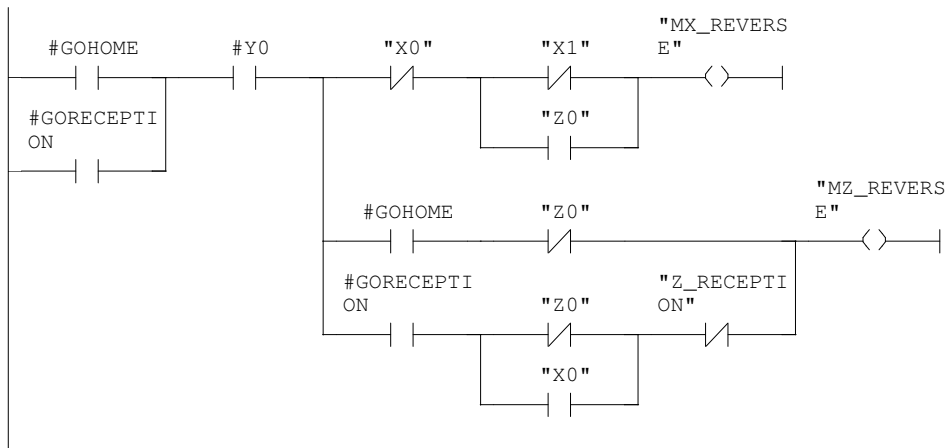 "MX_REVERS
E"
#GOHOME #Y0 "X0" "X1"
#GORECEPTI
ON
"Z0"
"MZ_REVERS
E"
#GOHOME "Z0"
#GORECEPTI
ON
"Z0"
"Z_RECEPTI
ON"
"X0"